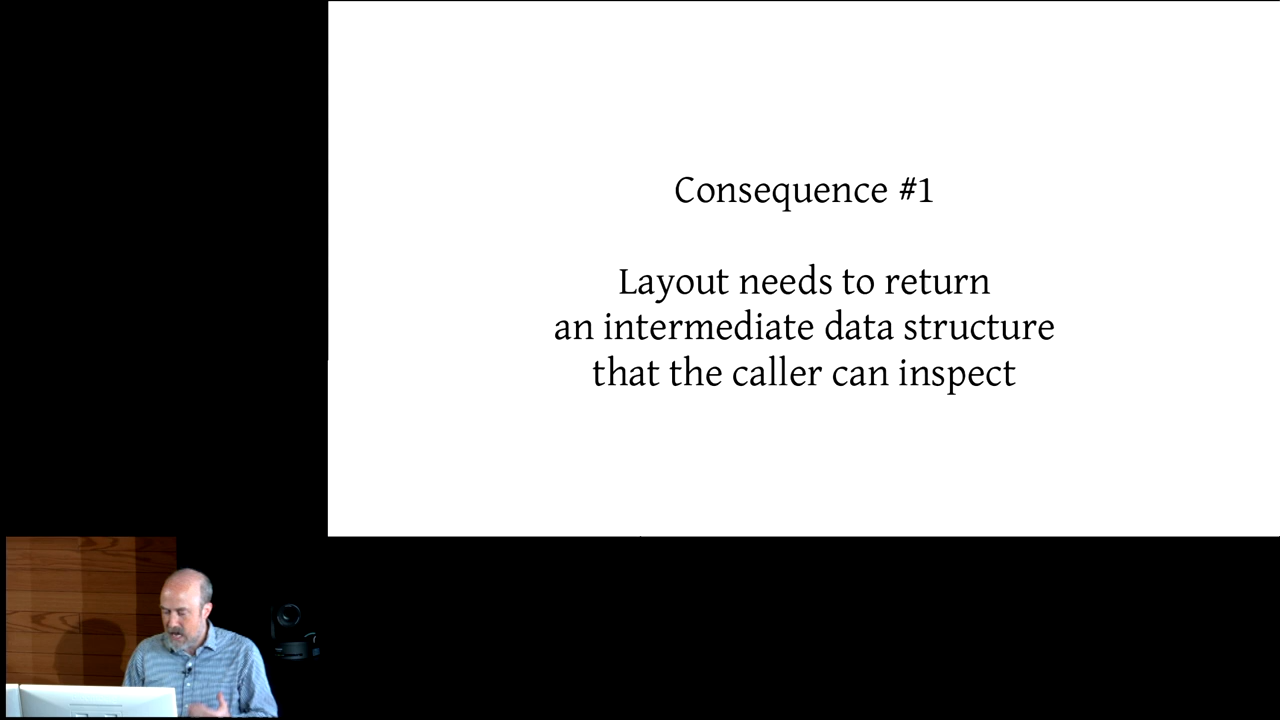 Consequence #1
Layout needs to return
an intermediate data structure
that the caller can inspect